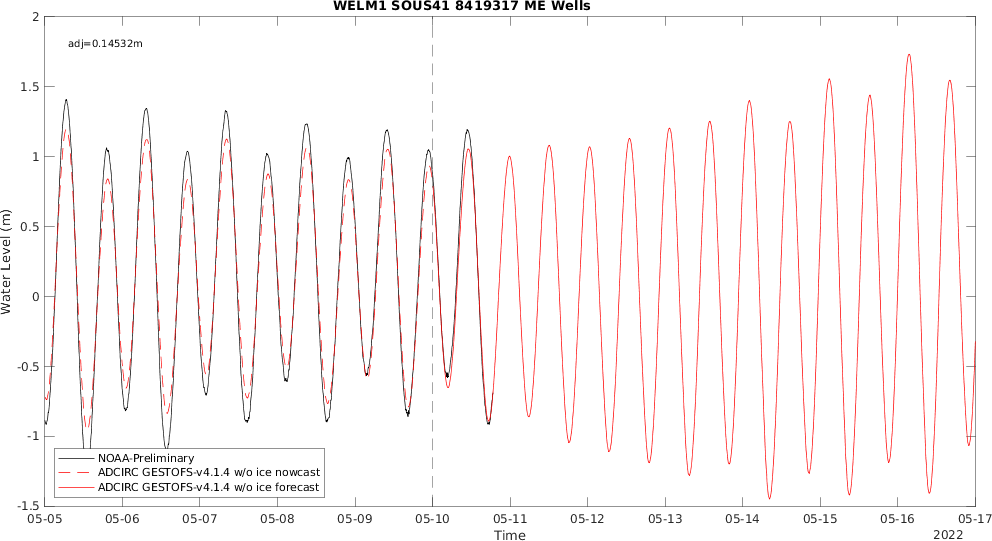 WELM1 SOUS41 8419317 ME Wells
adj=0.14532m
Water Level (m)
2
1.5
1
0.5
0
-0.5
-1
-1.5
NOAA-Preliminary
ADCIRC GESTOFS-v4.1.4 w/o ice nowcast
ADCIRC GESTOFS-v4.1.4 w/o ice forecast
05-05 05-06 05-07 05-08 05-09 05-10 05-11 05-12 05-13 05-14 05-15 05-16 05-17
Time
2022